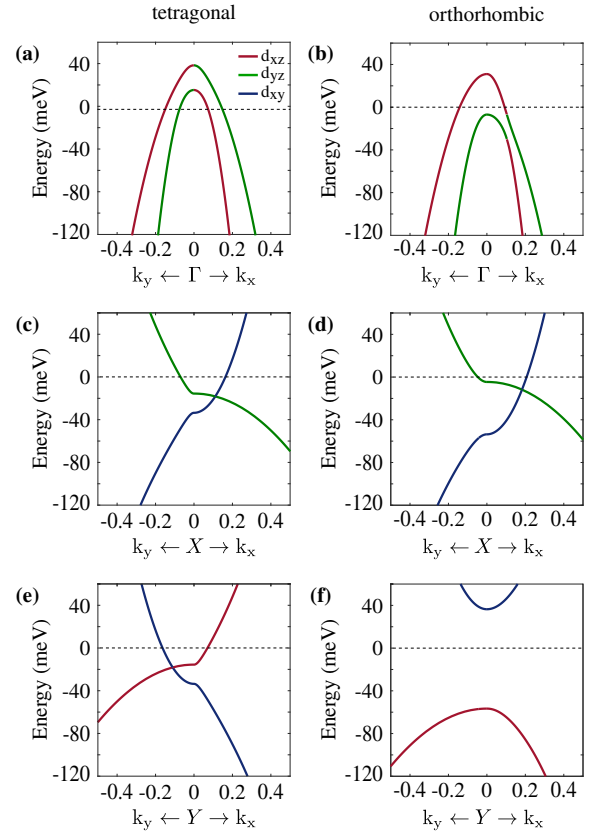 tetragonal
orthorhombic
(a)
40
0
-40
-80
-120
Energy (meV)
d_xz
d_yz
d_xy
-0.4 -0.2 0 0.2 0.4
k_y ← Γ → k_x
(b)
40
0
-40
-80
-120
Energy (meV)
-0.4 -0.2 0 0.2 0.4
k_y ← Γ → k_x
(c)
40
0
-40
-80
-120
Energy (meV)
-0.4 -0.2 0 0.2 0.4
k_y ← X → k_x
(d)
40
0
-40
-80
-120
Energy (meV)
-0.4 -0.2 0 0.2 0.4
k_y ← X → k_x
(e)
40
0
-40
-80
-120
Energy (meV)
-0.4 -0.2 0 0.2 0.4
k_y ← Y → k_x
(f)
40
0
-40
-80
-120
Energy (meV)
-0.4 -0.2 0 0.2 0.4
k_y ← Y → k_x